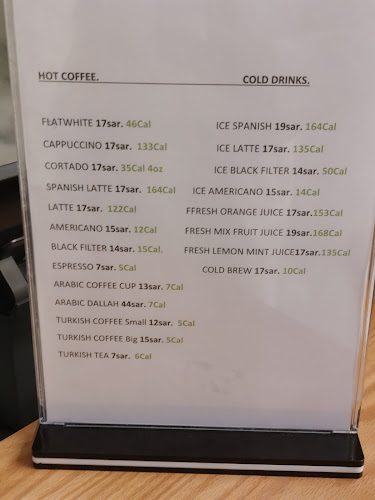 HOT COFFEE.
FLATWHITE 17sar. 46Cal
CAPPUCCINO 17sar. 133Cal
CORTADO 17sar. 35Cal 4oz
SPANISH LATTE 17sar. 164Cal
LATTE 17sar. 122Cal
AMERICANO 15sar. 12Cal
BLACK FILTER 14sar. 15Cal.
ESPRESSO 7sar. 5Cal
ARABIC COFFEE CUP 13sar. 7Cal
ARABIC DALLAH 44sar. 7Cal
TURKISH COFFEE Small 12sar. 5Cal
TURKISH COFFEE Big 15sar. 5Cal
TURKISH TEA 7sar. 6Cal
COLD DRINKS.
ICE SPANISH 19sar. 164Cal
ICE LATTE 17sar. 135Cal
ICE BLACK FILTER 14sar. 50Cal
ICE AMERICANO 15sar. 14Cal
FFRESH ORANGE JUICE 17sar.153Cal
FRESH MIX FRUIT JUICE 19sar.168Cal
FRESH LEMON MINT JUICE17sar.135Cal
COLD BREW 17sar. 10Cal